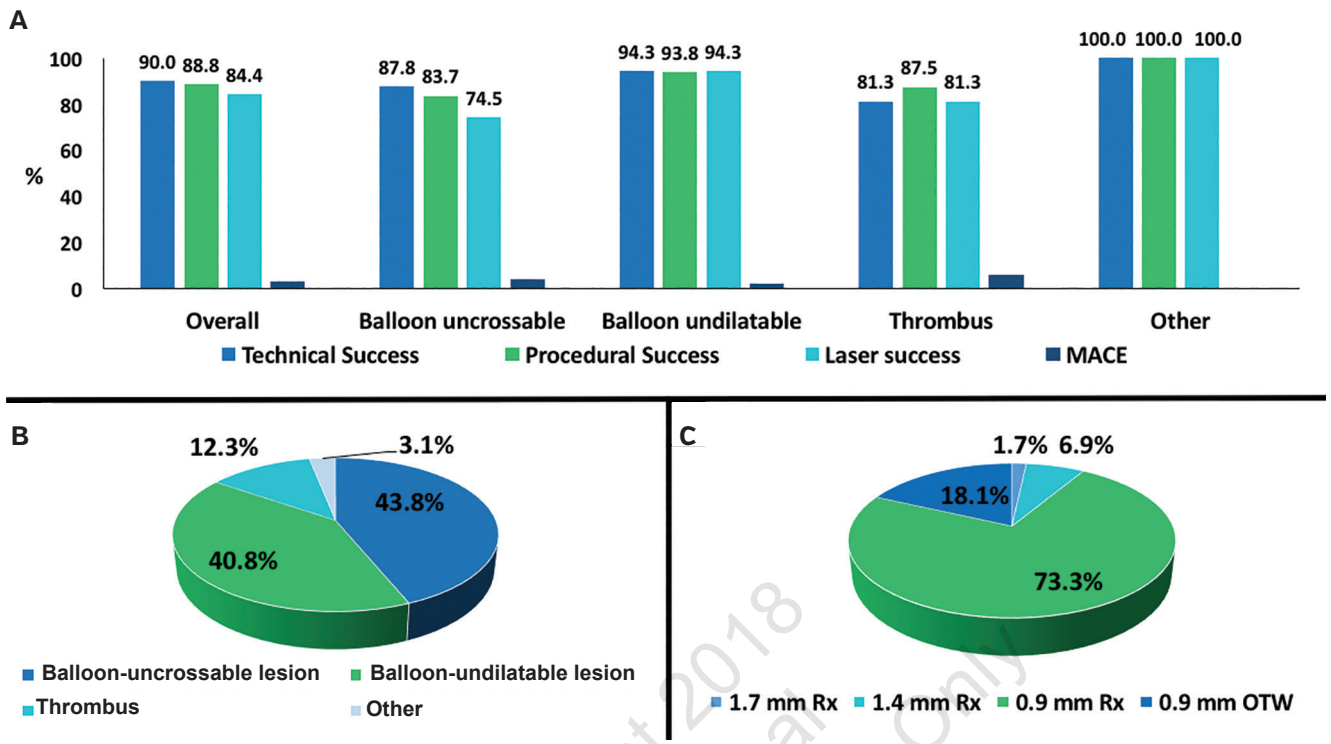 A
100
80
60
40
20
0
%
90.0 88.8 84.4
87.8 83.7 74.5
94.3 93.8 94.3
81.3 87.5 81.3
100.0 100.0 100.0
Overall Balloon uncrossable Balloon undilatable Thrombus Other
Technical Success Procedural Success Laser success MACE
B
12.3% 3.1%
43.8%
40.8%
Balloon-uncrossable lesion Balloon-undilatable lesion
Thrombus Other
C
1.7% 6.9%
18.1%
73.3%
1.7 mm Rx 1.4 mm Rx 0.9 mm Rx 0.9 mm OTW
2018
Only